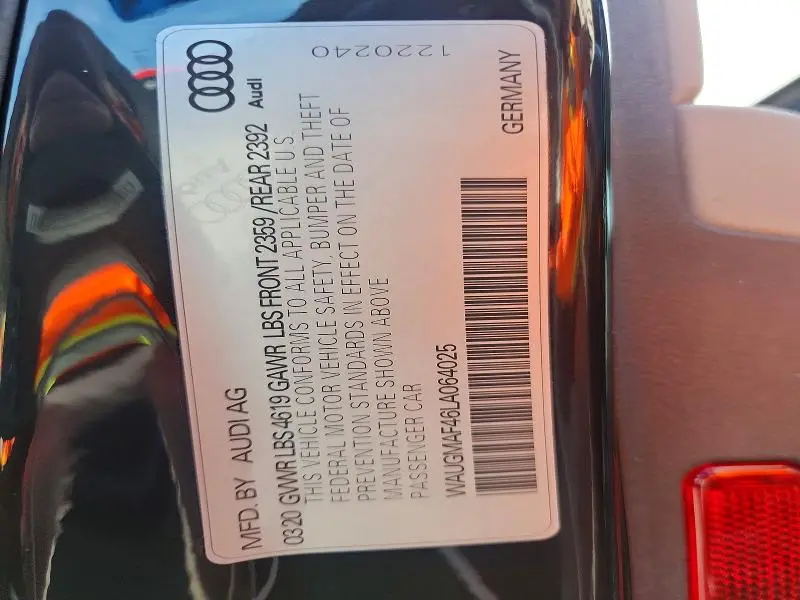 MFD. BY AUDI AG
Audi
0320 GVWR LBS 4619 GAWR LBS FRONT 2359 / REAR 2392
THIS VEHICLE CONFORMS TO ALL APPLICABLE U S
FEDERAL MOTOR VEHICLE SAFETY, BUMPER AND THEFT
PREVENTION STANDARDS IN EFFECT ON THE DATE OF
MANUFACTURE SHOWN ABOVE
PASSENGER CAR
1220240
WAUGMAF46LA064025
GERMANY